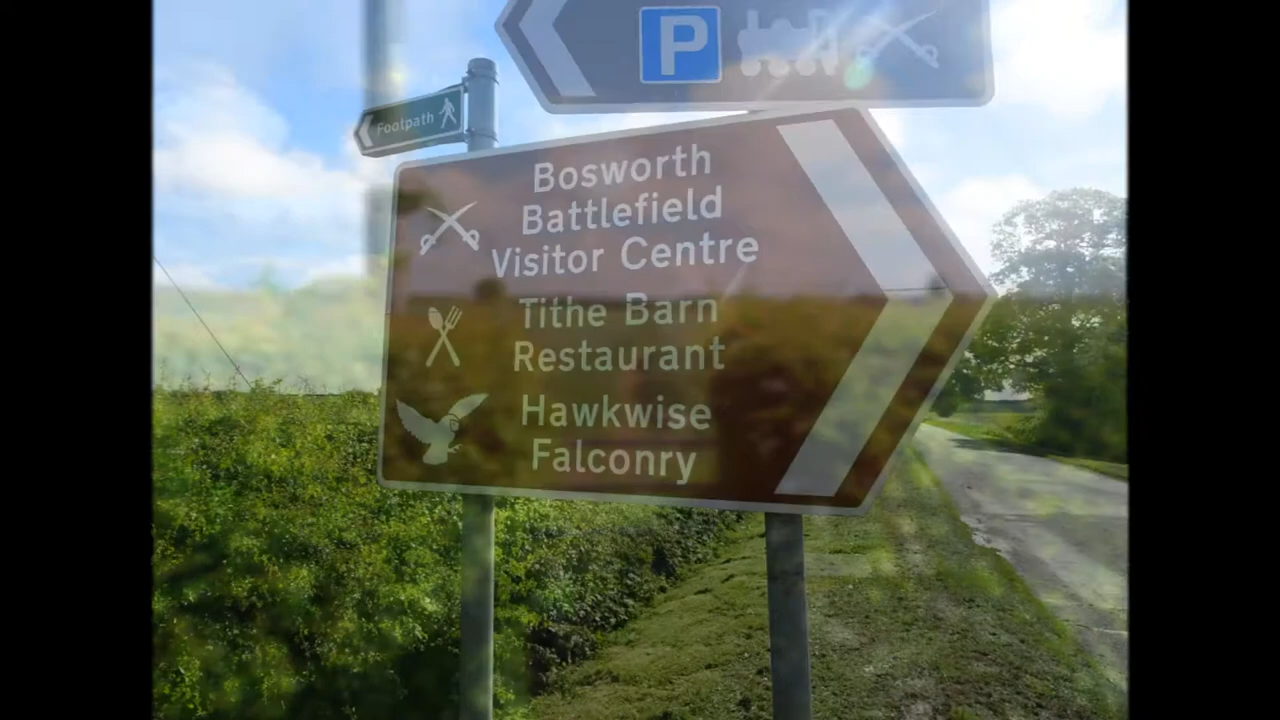 P
Footpath
Bosworth
Battlefield
Visitor Centre
Tithe Barn
Restaurant
Hawkwise
Falconry